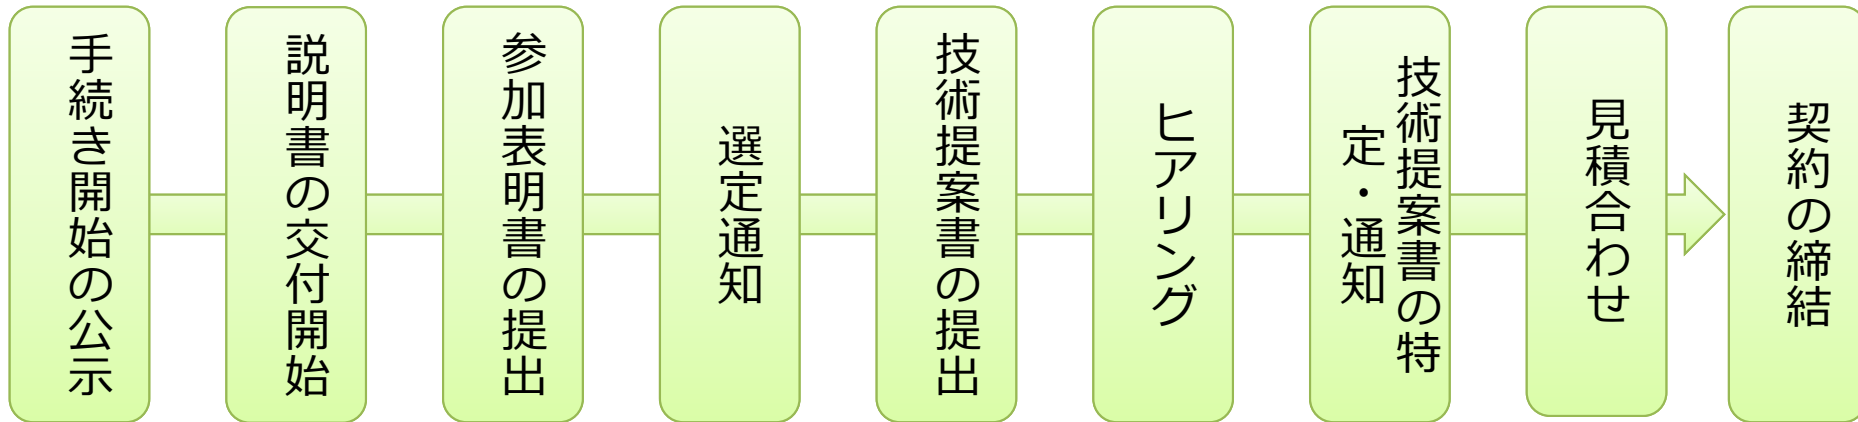 手続き開始の公示
説明書の交付開始
参加表明書の提出
選定通知
技術提案書の提出
ヒアリング
技術提案書の特
定・通知
見積合わせ
契約の締結